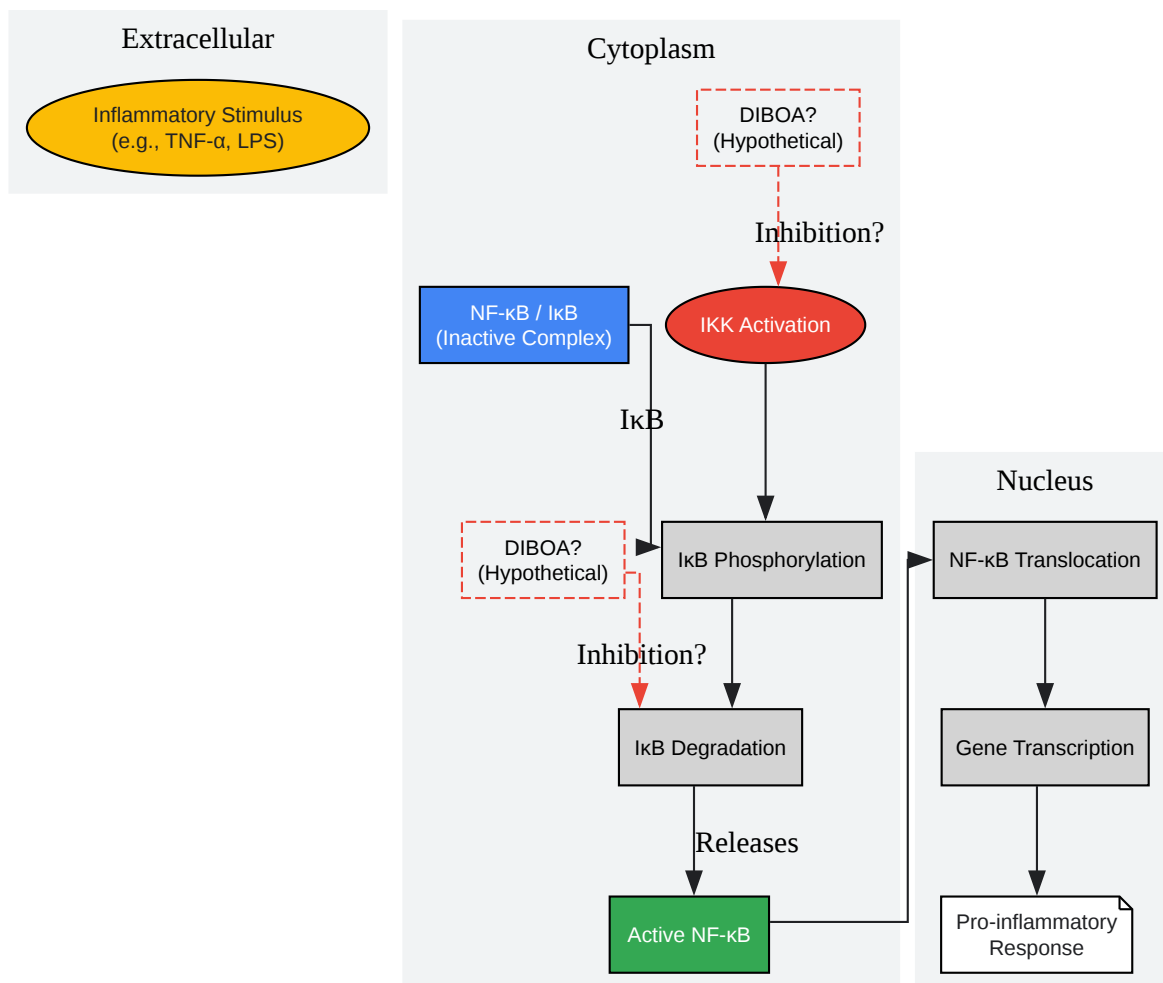 Extracellular
Inflammatory Stimulus
(e.g., TNF-α, LPS)
Cytoplasm
DIBOA?
(Hypothetical)
Inhibition?
NF-κB / IκB
(Inactive Complex)
IKK Activation
IκB
DIBOA?
(Hypothetical)
IκB Phosphorylation
Inhibition?
IκB Degradation
Releases
Active NF-κB
Nucleus
NF-κB Translocation
Gene Transcription
Pro-inflammatory
Response